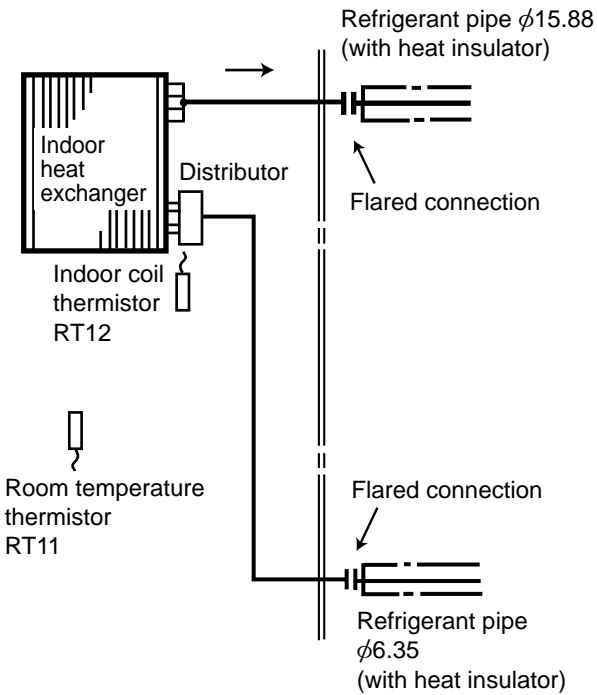 Refrigerant pipe ϕ15.88
(with heat insulator)
Indoor
heat
exchanger
Distributor
Flared connection
Indoor coil
thermistor
RT12
Room temperature
thermistor
RT11
Flared connection
Refrigerant pipe
ϕ6.35
(with heat insulator)